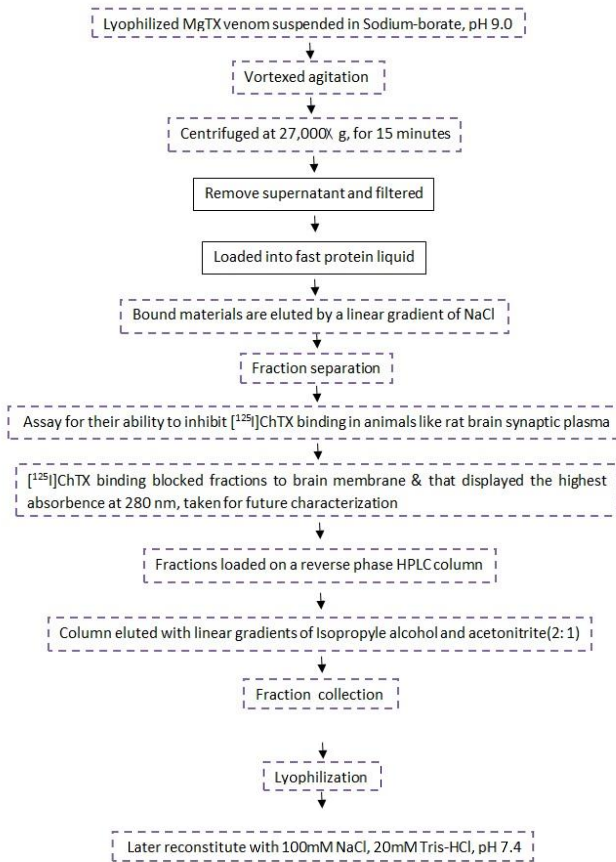 Lyophilized MgTX venom suspended in Sodium-borate, pH 9.0
Vortexed agitation
Centrifuged at 27,000X g, for 15 minutes
Remove supernatant and filtered
Loaded into fast protein liquid
Bound materials are eluted by a linear gradient of NaCl
Fraction separation
Assay for their ability to inhibit [¹²⁵I]ChTX binding in animals like rat brain synaptic plasma
[¹²⁵I]ChTX binding blocked fractions to brain membrane & that displayed the highest
absorbence at 280 nm, taken for future characterization
Fractions loaded on a reverse phase HPLC column
Column eluted with linear gradients of Isopropyle alcohol and acetonitrite(2: 1)
Fraction collection
Lyophilization
Later reconstitute with 100mM NaCl, 20mM Tris-HCl, pH 7.4